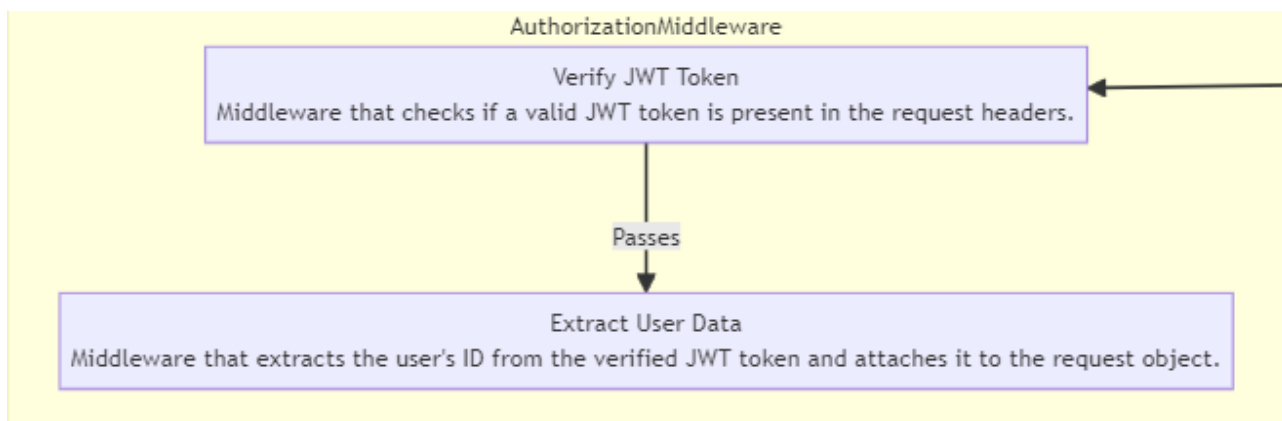 AuthorizationMiddleware
Verify JWT Token
Middleware that checks if a valid JWT token is present in the request headers.
Passes
Extract User Data
Middleware that extracts the user's ID from the verified JWT token and attaches it to the request object.